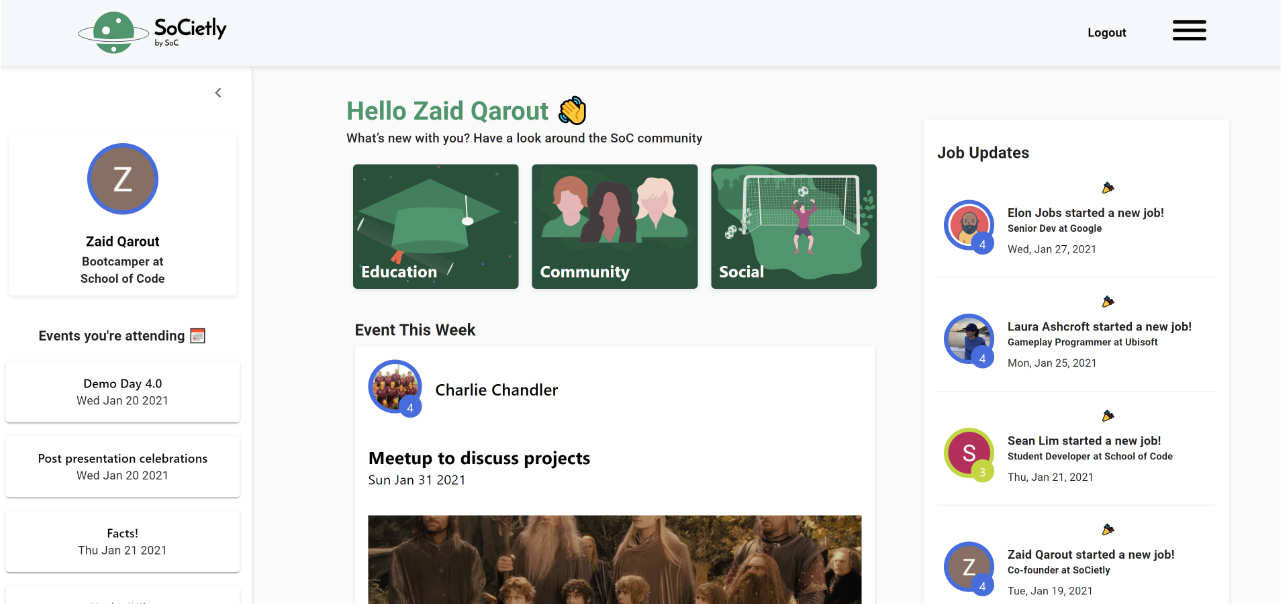 SoCietly
by SoC
Logout
Z
Zaid Qarout
Bootcamper at
School of Code
Events you're attending
Demo Day 4.0
Wed Jan 20 2021
Post presentation celebrations
Wed Jan 20 2021
Facts!
Thu Jan 21 2021
Hello Zaid Qarout 👋
What's new with you? Have a look around the SoC community
Education
Community
Social
Event This Week
4
Charlie Chandler
Meetup to discuss projects
Sun Jan 31 2021
Job Updates
Elon Jobs started a new job!
Senior Dev at Google
4
Wed, Jan 27, 2021
Laura Ashcroft started a new job!
Gameplay Programmer at Ubisoft
4
Mon, Jan 25, 2021
S
Sean Lim started a new job!
Student Developer at School of Code
3
Thu, Jan 21, 2021
Z
Zaid Qarout started a new job!
Co-founder at SoCietly
4
Tue, Jan 19, 2021